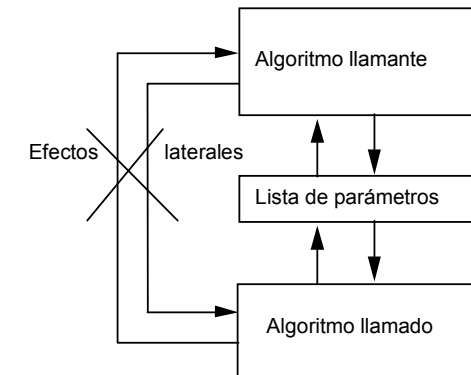 Algoritmo llamante
Efectos laterales
Lista de parámetros
Algoritmo llamado